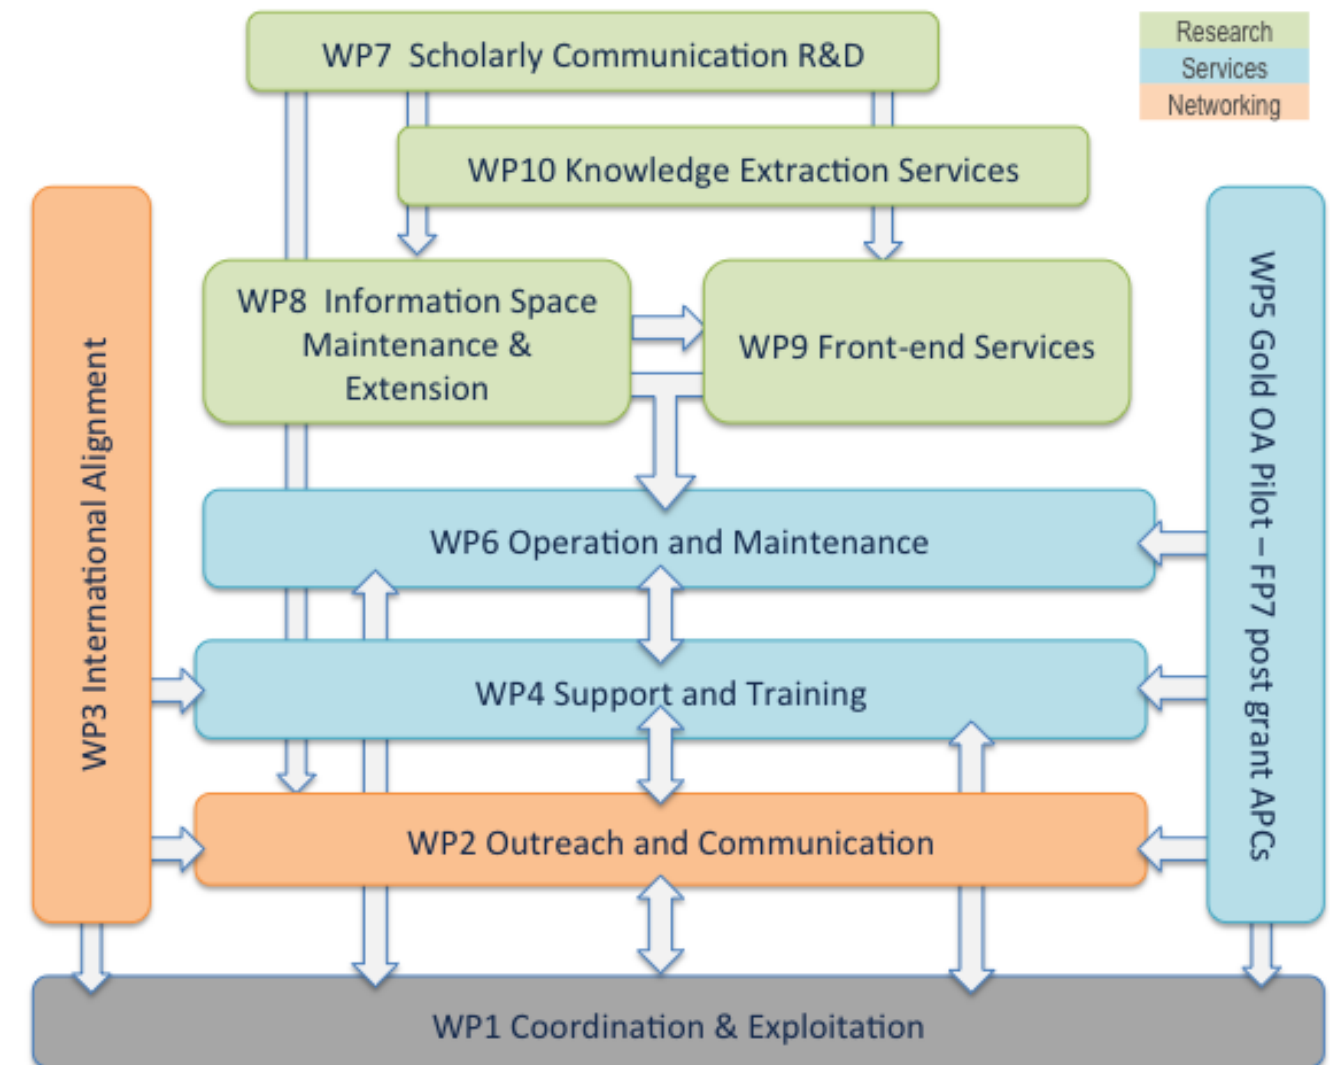 WP7 Scholarly Communication R&D
Research
Services
Networking
WP10 Knowledge Extraction Services
WP8 Information Space
Maintenance &
Extension
WP9 Front-end Services
WP3 International Alignment
WP5 Gold OA Pilot – FP7 post grant APCs
WP6 Operation and Maintenance
WP4 Support and Training
WP2 Outreach and Communication
WP1 Coordination & Exploitation